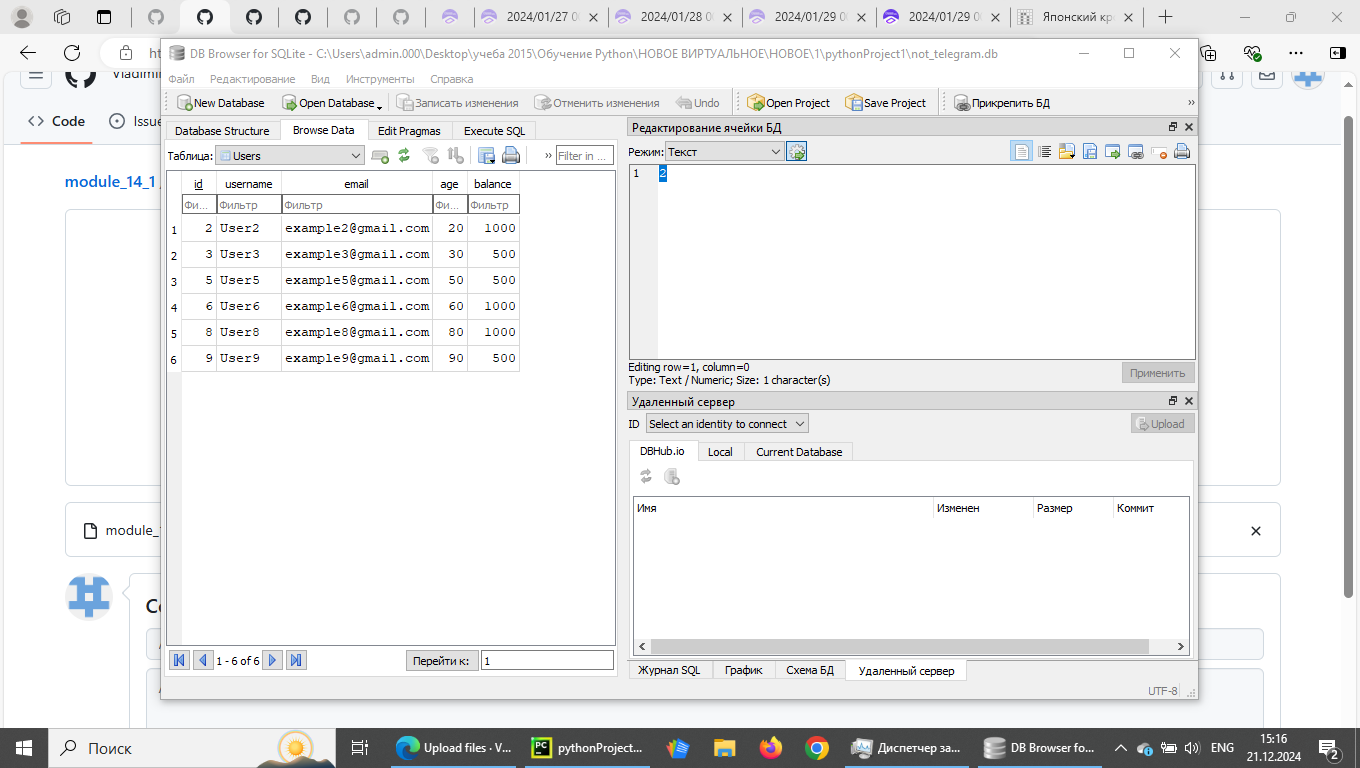 2024/01/27 0
2024/01/28 0
2024/01/29 0
2024/01/29 0
Японский кр
Vladimi
DB Browser for SQLite - C:\Users\admin.000\Desktop\учеба 2015\Обучение Python\НОВОЕ ВИРТУАЛЬНОЕ\НОВОЕ\1\pythonProject1\not_telegram.db
Файл Редактирование Вид Инструменты Справка
New Database Open Database Записать изменения Отменить изменения Undo Open Project Save Project Прикрепить БД »
Code Issue
Database Structure Browse Data Edit Pragmas Execute SQL
Таблица: Users » Filter in ...
id username email age balance
Фи... Фильтр Фильтр Фи... Фильтр
1 2 User2 example2@gmail.com 20 1000
2 3 User3 example3@gmail.com 30 500
3 5 User5 example5@gmail.com 50 500
4 6 User6 example6@gmail.com 60 1000
5 8 User8 example8@gmail.com 80 1000
6 9 User9 example9@gmail.com 90 500
1 - 6 of 6 Перейти к: 1
Редактирование ячейки БД
Режим: Текст
1 2
Editing row=1, column=0
Type: Text / Numeric; Size: 1 character(s)
Применить
Удаленный сервер
ID Select an identity to connect Upload
DBHub.io Local Current Database
Имя Изменен Размер Коммит
Журнал SQL График Схема БД Удаленный сервер
UTF-8
module_14_1 /
module_1
Co
Поиск
Upload files · V...
pythonProject...
Диспетчер за...
DB Browser fo...
ENG
15:16
21.12.2024
2